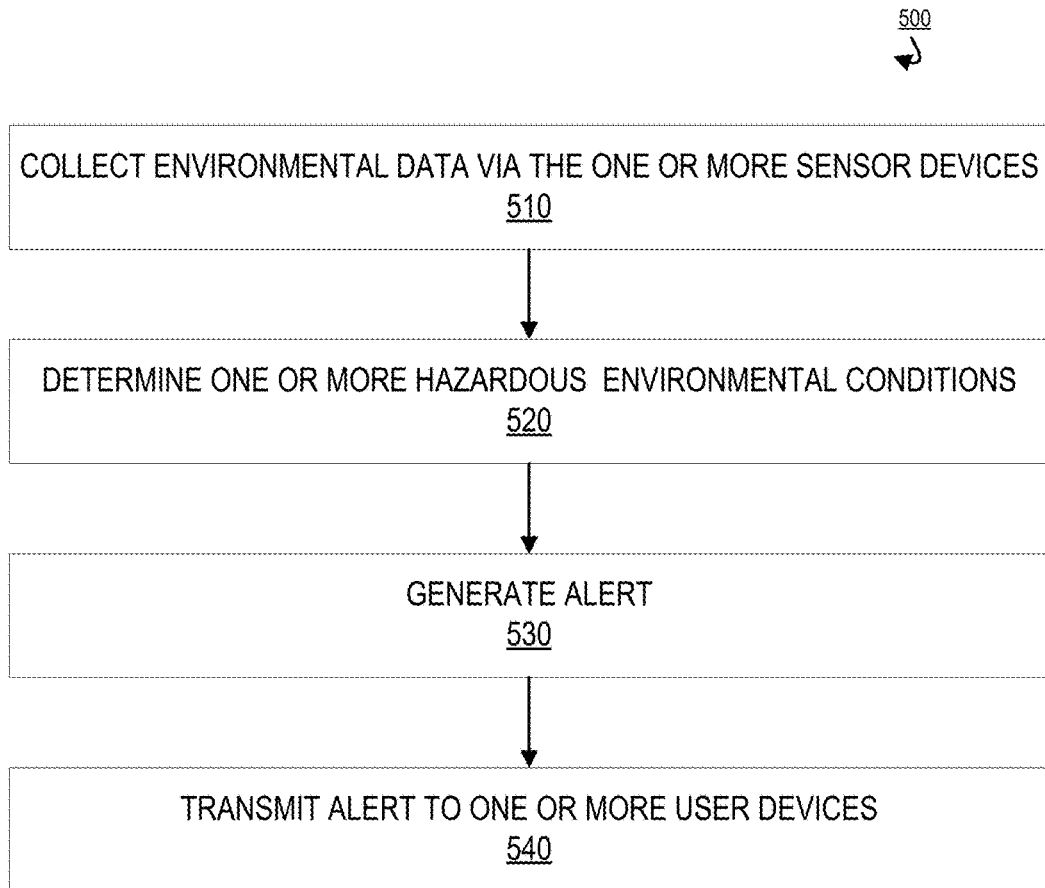 500
COLLECT ENVIRONMENTAL DATA VIA THE ONE OR MORE SENSOR DEVICES
510
DETERMINE ONE OR MORE HAZARDOUS ENVIRONMENTAL CONDITIONS
520
GENERATE ALERT
530
TRANSMIT ALERT TO ONE OR MORE USER DEVICES
540